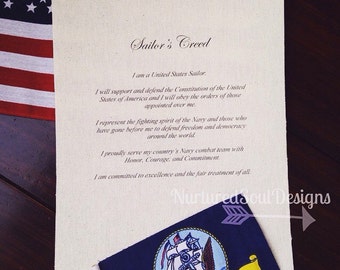 Sailor's Creed
I am a United States Sailor.
I will support and defend the Constitution of the United
States of America and I will obey the orders of those
appointed over me.
I represent the fighting spirit of the Navy and those who
have gone before me to defend freedom and democracy
around the world.
I proudly serve my country's Navy combat team with
Honor, Courage, and Commitment.
I am committed to excellence and the fair treatment of all.
NurturedSoulDesigns